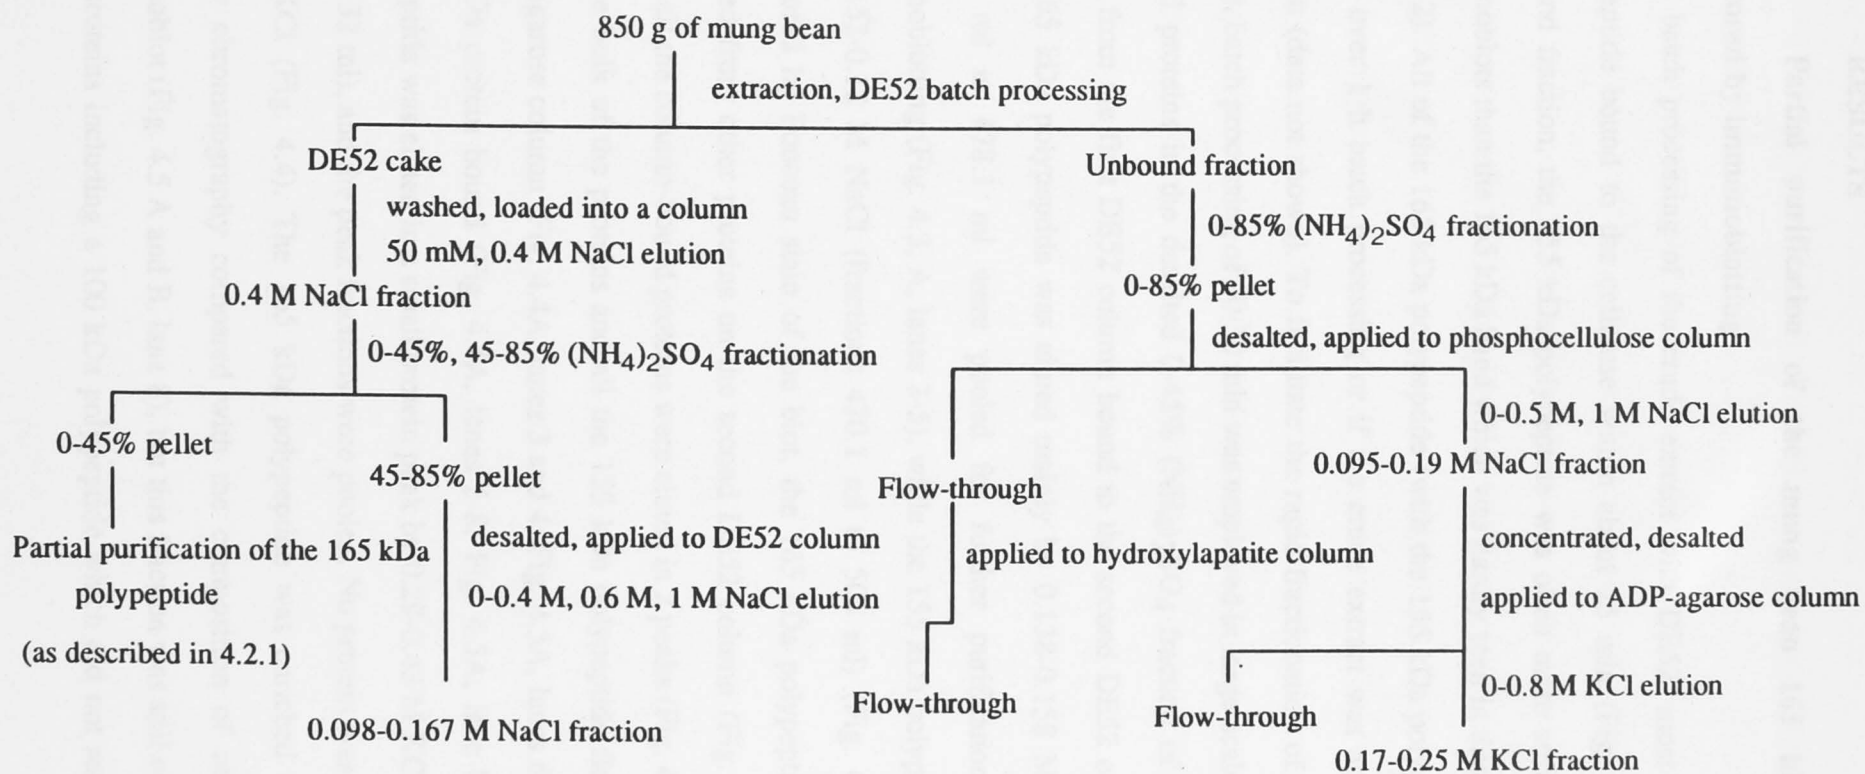 850 g of mung bean
extraction, DE52 batch processing
DE52 cake
washed, loaded into a column
50 mM, 0.4 M NaCl elution
0.4 M NaCl fraction
0-45%, 45-85% (NH₄)₂SO₄ fractionation
0-45% pellet
Partial purification of the 165 kDa
polypeptide
(as described in 4.2.1)
45-85% pellet
desalted, applied to DE52 column
0-0.4 M, 0.6 M, 1 M NaCl elution
0.098-0.167 M NaCl fraction
Unbound fraction
0-85% (NH₄)₂SO₄ fractionation
0-85% pellet
desalted, applied to phosphocellulose column
Flow-through
applied to hydroxylapatite column
Flow-through
0-0.5 M, 1 M NaCl elution
0.095-0.19 M NaCl fraction
concentrated, desalted
applied to ADP-agarose column
Flow-through
0-0.8 M KCl elution
0.17-0.25 M KCl fraction